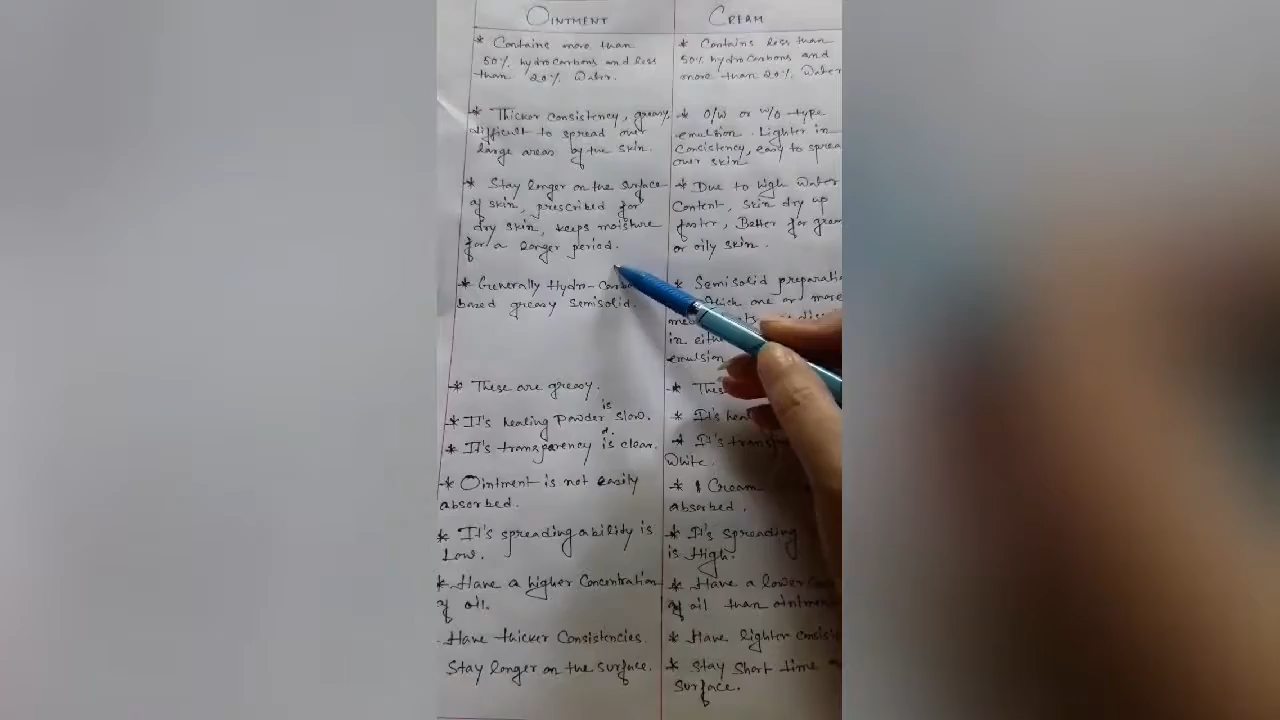 OINTMENT
* Contains more than
50% hydrocarbons and less
than 20% Water.
* Thicker consistency, greasy
difficult to spread over
large areas by the skin.
* Stay longer on the surface
of skin, prescribed for
dry skin, keeps moisture
for a longer period.
* Generally Hydro-
based greasy Semisolid.
* These are greasy.
* It's healing Powder is slow.
* It's transparency is clear.
* Ointment is not easily
absorbed.
* It's spreading ability is
Low.
* Have a higher Concentration
of oil.
Have thicker Consistencies.
Stay longer on the surface.
CREAM
* Contains less than
50% hydrocarbons and
more than 20% Water
* O/W or W/O type
emulsion. Lighter in
Consistency, easy to sprea
over skin
* Due to high Water
Content, Skin dry up
faster, Better for
or oily skin.
* Semisolid preparati
one or more
in
emulsion
*
* It's
* It's
White.
* Cream
absorbed.
* It's spreading
is High.
* Have a lower
of oil than ointment
* Have lighter
* Stay Short time
Surface.